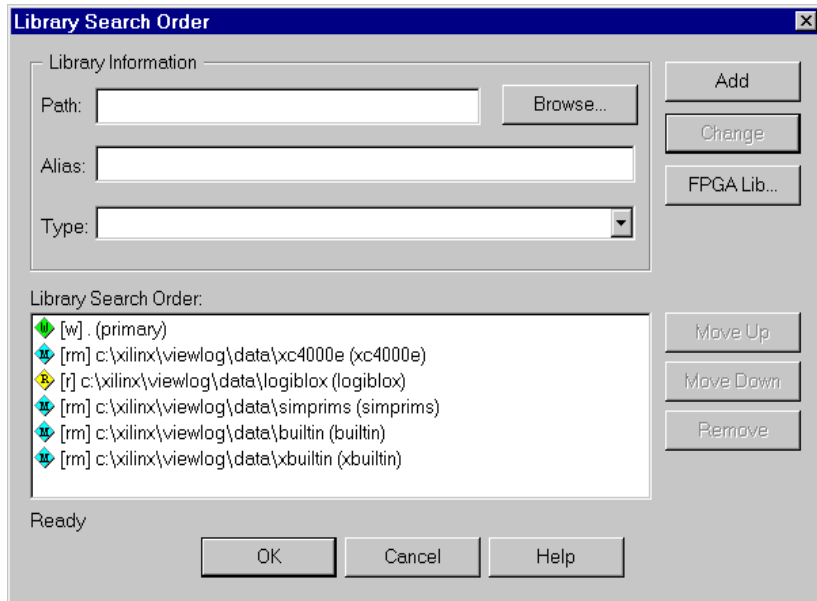 Library Search Order
Library Information
Path:
Browse...
Add
Change
Alias:
FPGA Lib...
Type:
Library Search Order:
W [w] . (primary)
M [rm] c:\xilinx\viewlog\data\xc4000e (xc4000e)
R [r] c:\xilinx\viewlog\data\logiblox (logiblox)
M [rm] c:\xilinx\viewlog\data\simprims (simprims)
M [rm] c:\xilinx\viewlog\data\builtin (builtin)
M [rm] c:\xilinx\viewlog\data\xbuiltin (xbuiltin)
Move Up
Move Down
Remove
Ready
OK Cancel Help